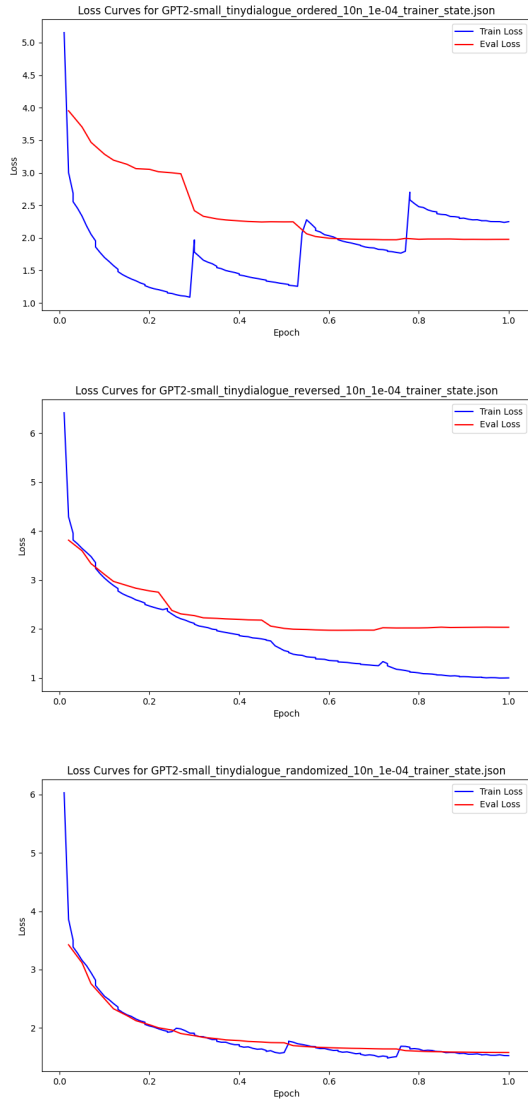 Loss Curves for GPT2-small_tinydialogue_ordered_10n_1e-04_trainer_state.json
Train Loss
Eval Loss
5.0
4.5
4.0
3.5
3.0
2.5
2.0
1.5
1.0
Loss
0.0 0.2 0.4 0.6 0.8 1.0
Epoch
Loss Curves for GPT2-small_tinydialogue_reversed_10n_1e-04_trainer_state.json
Train Loss
Eval Loss
6
5
4
3
2
1
Loss
0.0 0.2 0.4 0.6 0.8 1.0
Epoch
Loss Curves for GPT2-small_tinydialogue_randomized_10n_1e-04_trainer_state.json
Train Loss
Eval Loss
6
5
4
3
2
Loss
0.0 0.2 0.4 0.6 0.8 1.0
Epoch